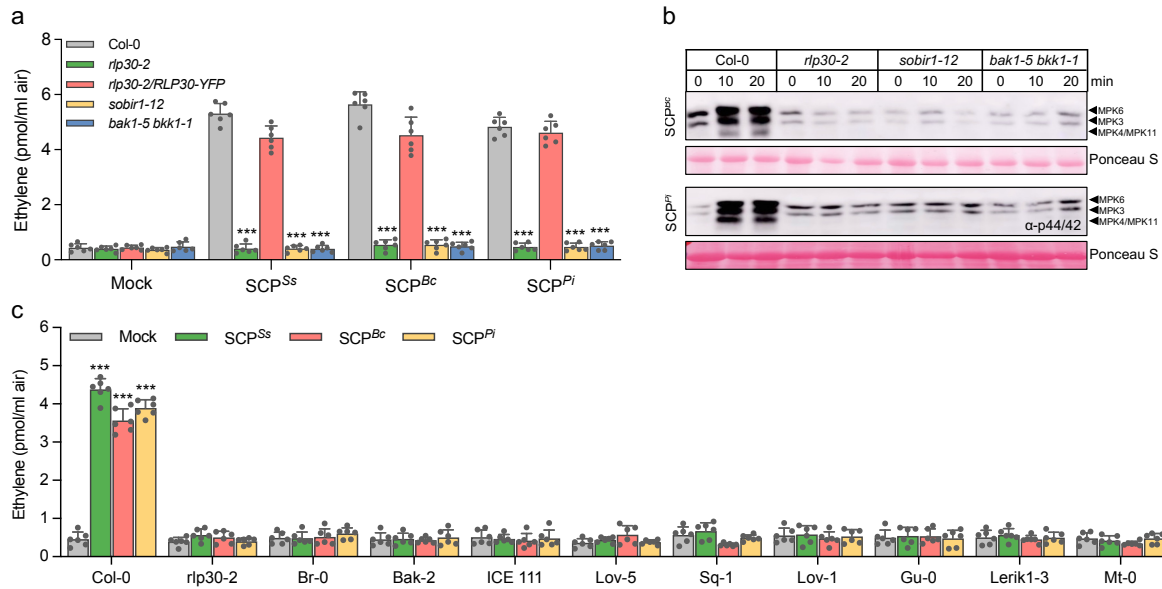 a
Ethylene (pmol/ml air)
8
6
4
2
0
Col-0
rlp30-2
rlp30-2/RLP30-YFP
sobir1-12
bak1-5 bkk1-1
*** *** ***
*** *** ***
*** *** ***
Mock SCPSs SCPBc SCPPi
b
Col-0 rlp30-2 sobir1-12 bak1-5 bkk1-1
0 10 20 0 10 20 0 10 20 0 10 20 min
SCPBc
MPK6
MPK3
MPK4/MPK11
Ponceau S
SCPPi
MPK6
MPK3
MPK4/MPK11
α-p44/42
Ponceau S
c
Ethylene (pmol/ml air)
6
5
4
3
2
1
0
Mock SCPSs SCPBc SCPPi
*** *** ***
Col-0 rlp30-2 Br-0 Bak-2 ICE 111 Lov-5 Sq-1 Lov-1 Gu-0 Lerik1-3 Mt-0